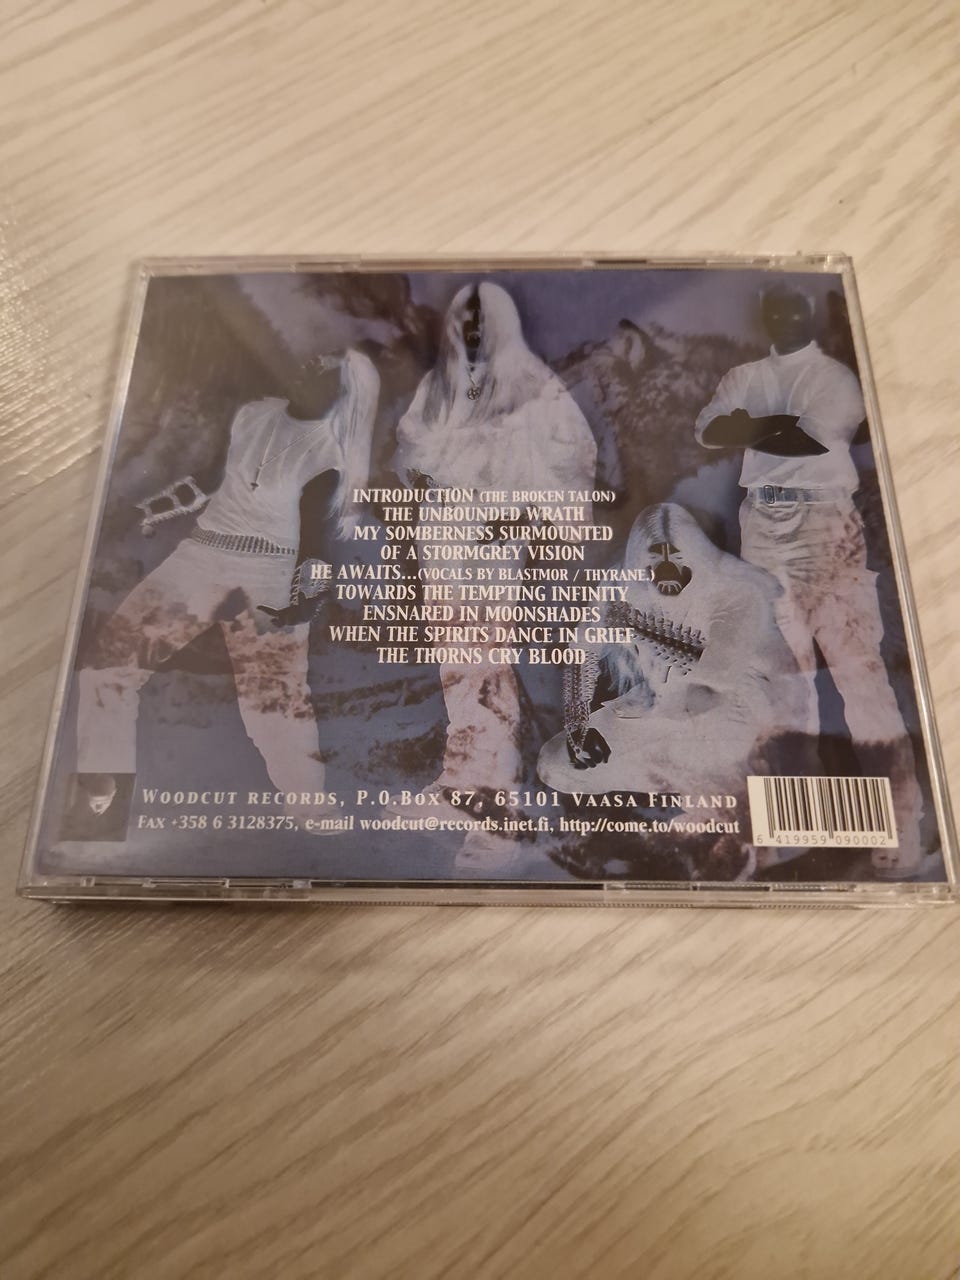 INTRODUCTION (THE BROKEN TALON)
THE UNBOUNDED WRATH
MY SOMBERNESS SURMOUNTED
OF A STORMGREY VISION
HE AWAITS...(VOCALS BY BLASTMOR / THYRANE.)
TOWARDS THE TEMPTING INFINITY
ENSNARED IN MOONSHADES
WHEN THE SPIRITS DANCE IN GRIEF
THE THORNS CRY BLOOD
WOODCUT RECORDS, P.O.BOX 87, 65101 VAASA FINLAND
FAX +358 6 3128375, e-mail woodcut@records.inet.fi, http://come.to/woodcut
6 419959 090002